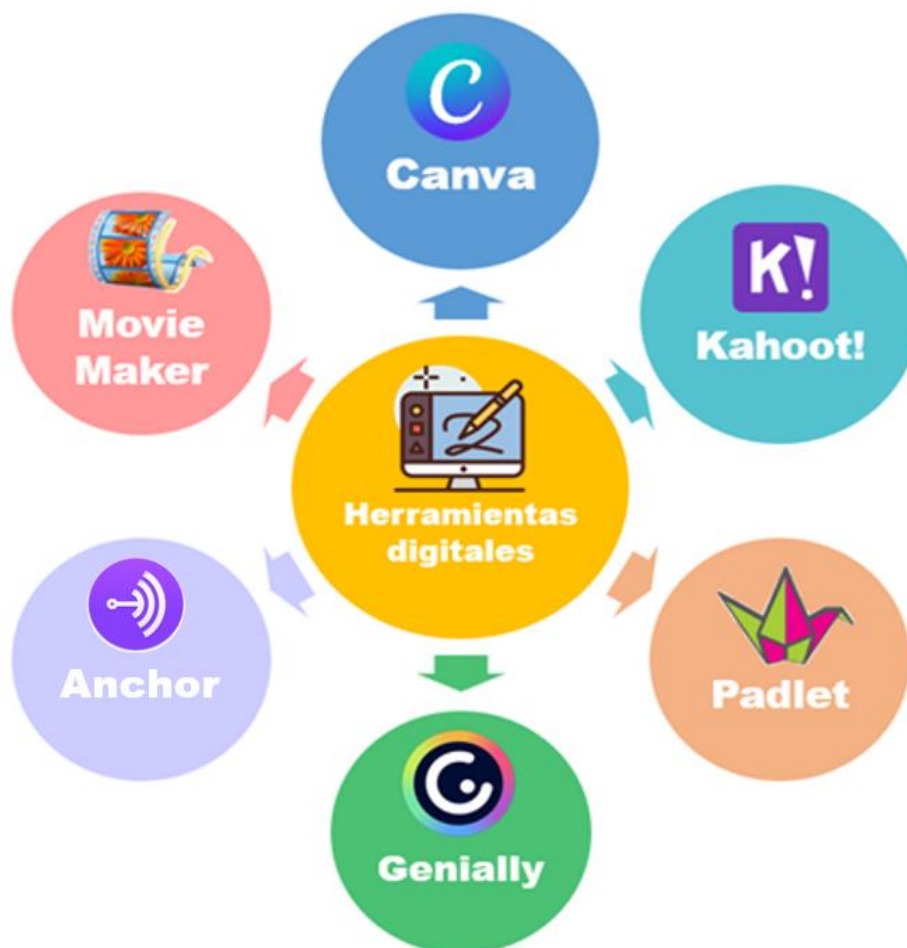 C
Canva
K!
Kahoot!
Movie
Maker
Herramientas
digitales
Anchor
Padlet
Genially